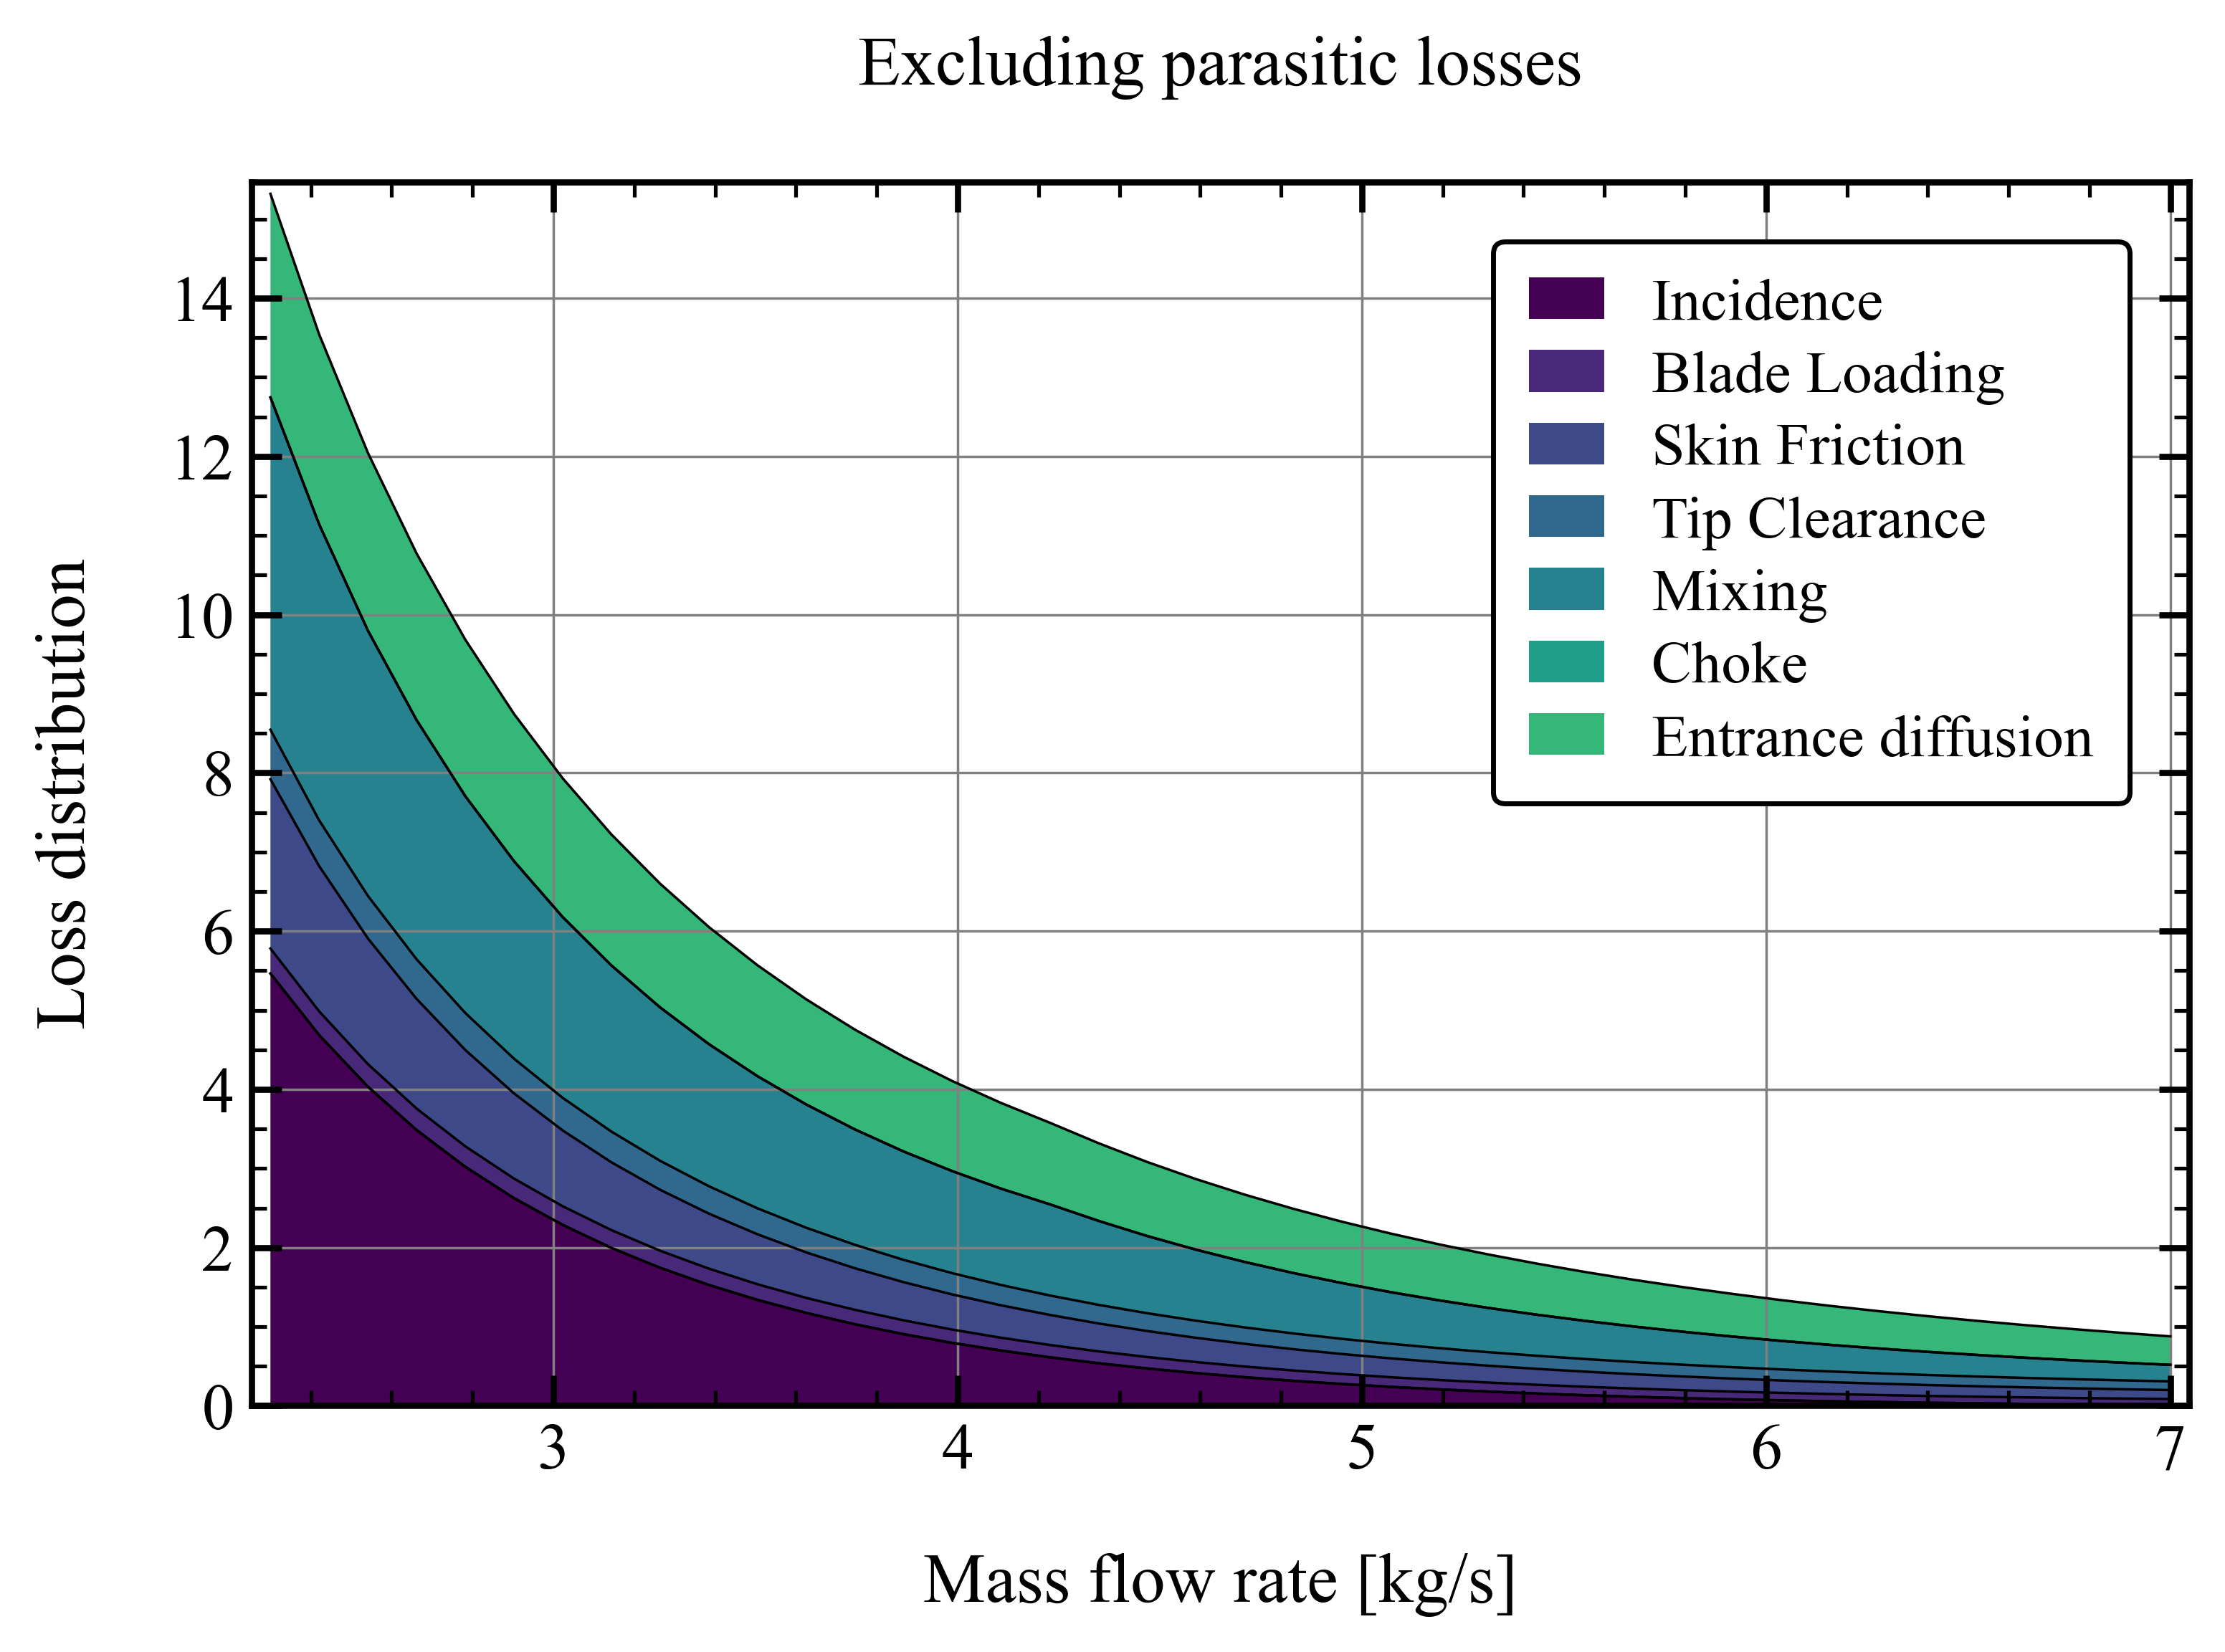 Excluding parasitic losses
Loss distribution
14
12
10
8
6
4
2
0
Incidence
Blade Loading
Skin Friction
Tip Clearance
Mixing
Choke
Entrance diffusion
3 4 5 6 7
Mass flow rate [kg/s]